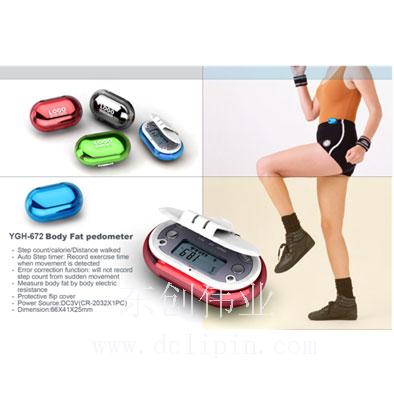 LOGO
LOGO
LOGO
YGH-672 Body Fat pedometer
- Step count/calorie/Distance walked
- Auto Step timer: Record exercise time
when movement is detected
- Error correction function: will not record
step count from sudden movement
- Measure body fat by body electric
resistance
- Protective flip cover
- Power Source:DC3V(CR-2032X1PC)
- Dimension:66X41X25mm
东创伟业
www.dclipin.com